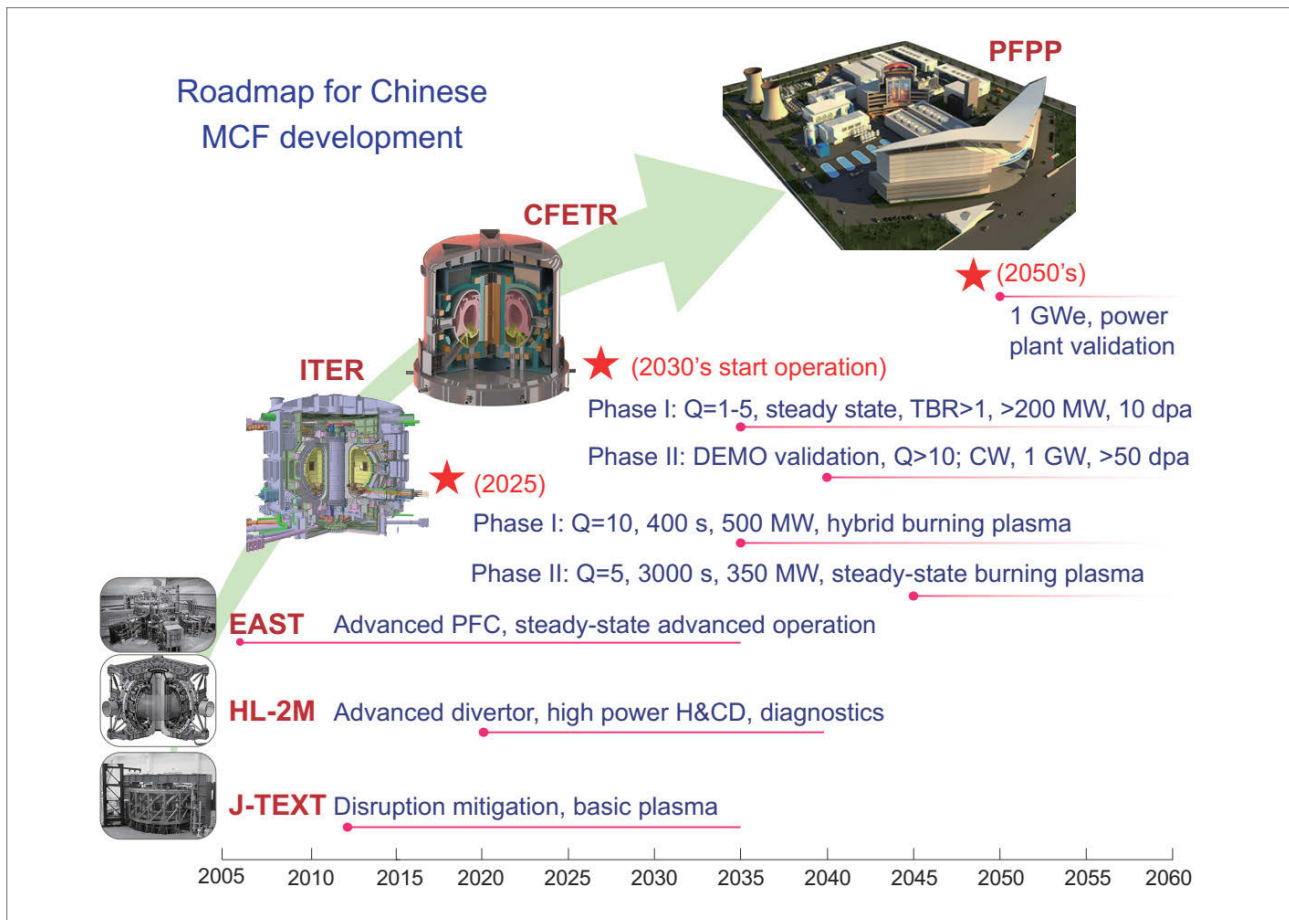 Roadmap for Chinese
MCF development
PFPP
CFETR
(2050's)
1 GWe, power
plant validation
ITER
(2030's start operation)
Phase I: Q=1-5, steady state, TBR>1, >200 MW, 10 dpa
Phase II: DEMO validation, Q>10; CW, 1 GW, >50 dpa
(2025)
Phase I: Q=10, 400 s, 500 MW, hybrid burning plasma
Phase II: Q=5, 3000 s, 350 MW, steady-state burning plasma
EAST Advanced PFC, steady-state advanced operation
HL-2M Advanced divertor, high power H&CD, diagnostics
J-TEXT Disruption mitigation, basic plasma
2005 2010 2015 2020 2025 2030 2035 2040 2045 2050 2055 2060